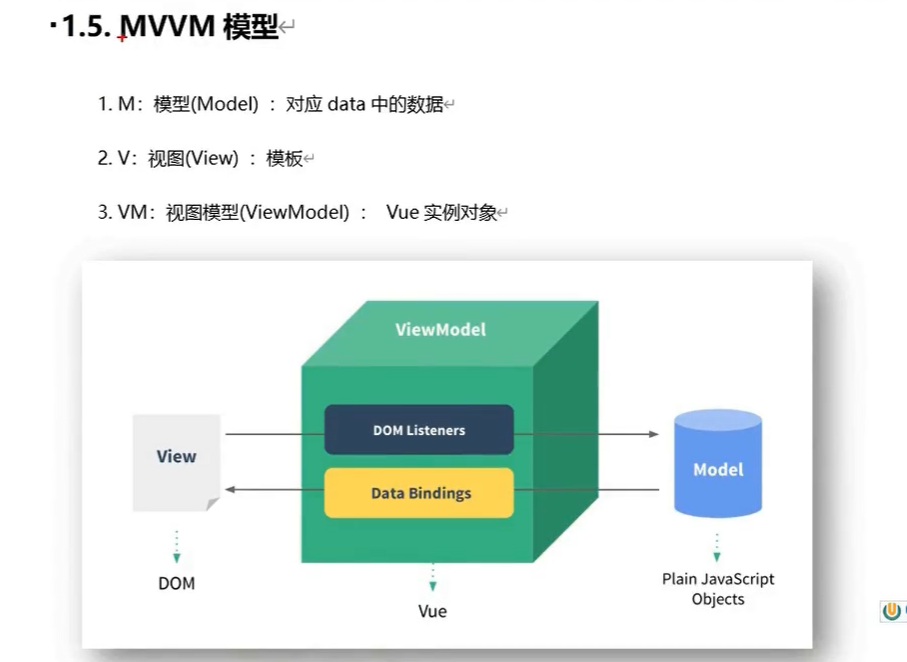 1.5. MVVM 模型
1. M：模型(Model) ：对应 data 中的数据
2. V：视图(View) ：模板
3. VM：视图模型(ViewModel) ： Vue 实例对象
ViewModel
DOM Listeners
View
Model
Data Bindings
DOM
Vue
Plain JavaScript
Objects